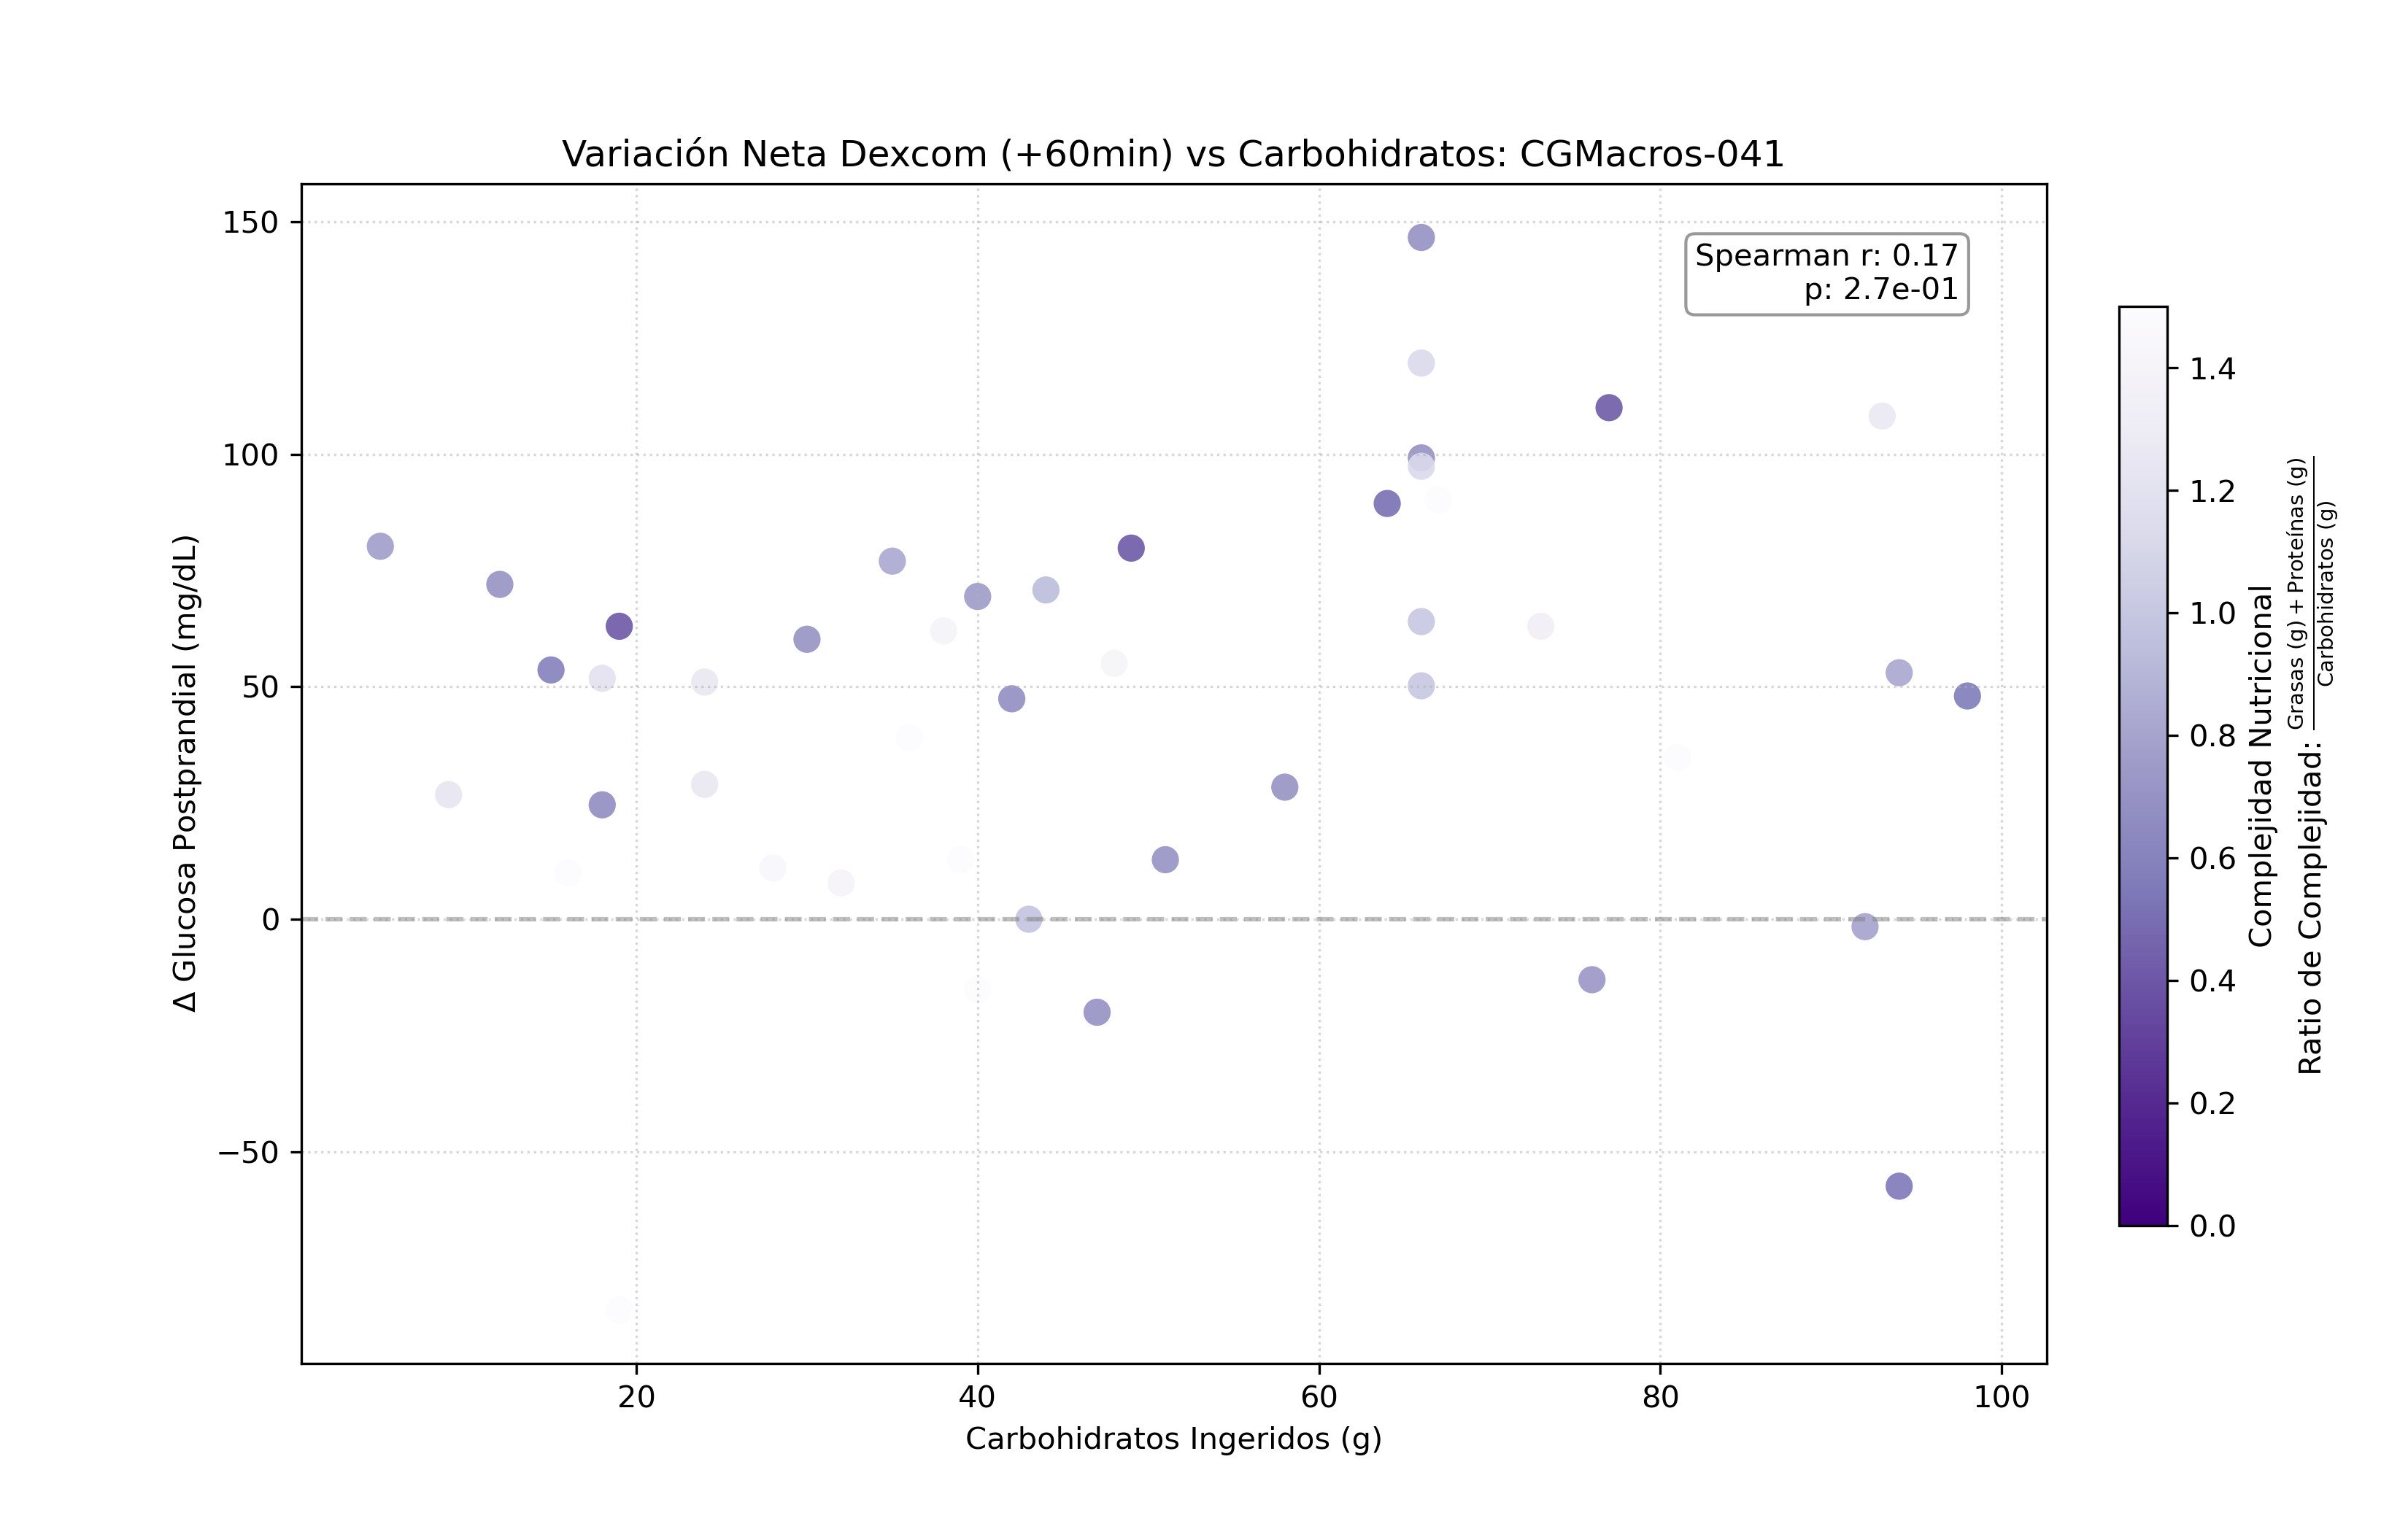 Variación Neta Dexcom (+60min) vs Carbohidratos: CGMacros-041
150
100
50
0
−50
Δ Glucosa Postprandial (mg/dL)
Spearman r: 0.17
p: 2.7e-01
20
40
60
80
100
Carbohidratos Ingeridos (g)
1.4
1.2
1.0
0.8
0.6
0.4
0.2
0.0
Complejidad Nutricional
Ratio de Complejidad: Grasas (g) + Proteínas (g)
Carbohidratos (g)